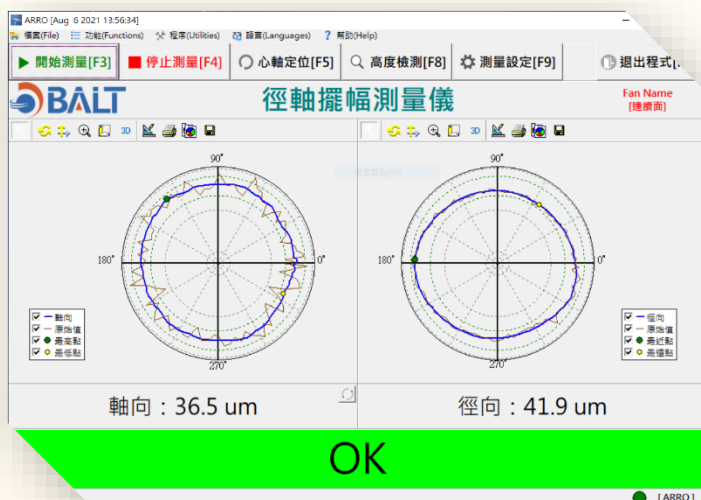 ARRO [Aug 6 2021 13:56:34]
檔案(File) 功能(Functions) 程序(Utilities) 語言(Languages) ? 幫助(Help)
開始測量[F3] 停止測量[F4] 心軸定位[F5] 高度檢測[F8] 測量設定[F9] 退出程式[
BALT 徑軸擺幅測量儀 Fan Name
[連續面]
3D 3D
90° 90°
180° 0° 180° 0°
270° 270°
軸向
原始值
最高點
最低點
徑向
原始值
最近點
最遠點
軸向：36.5 um 徑向：41.9 um
OK
[ARRO]